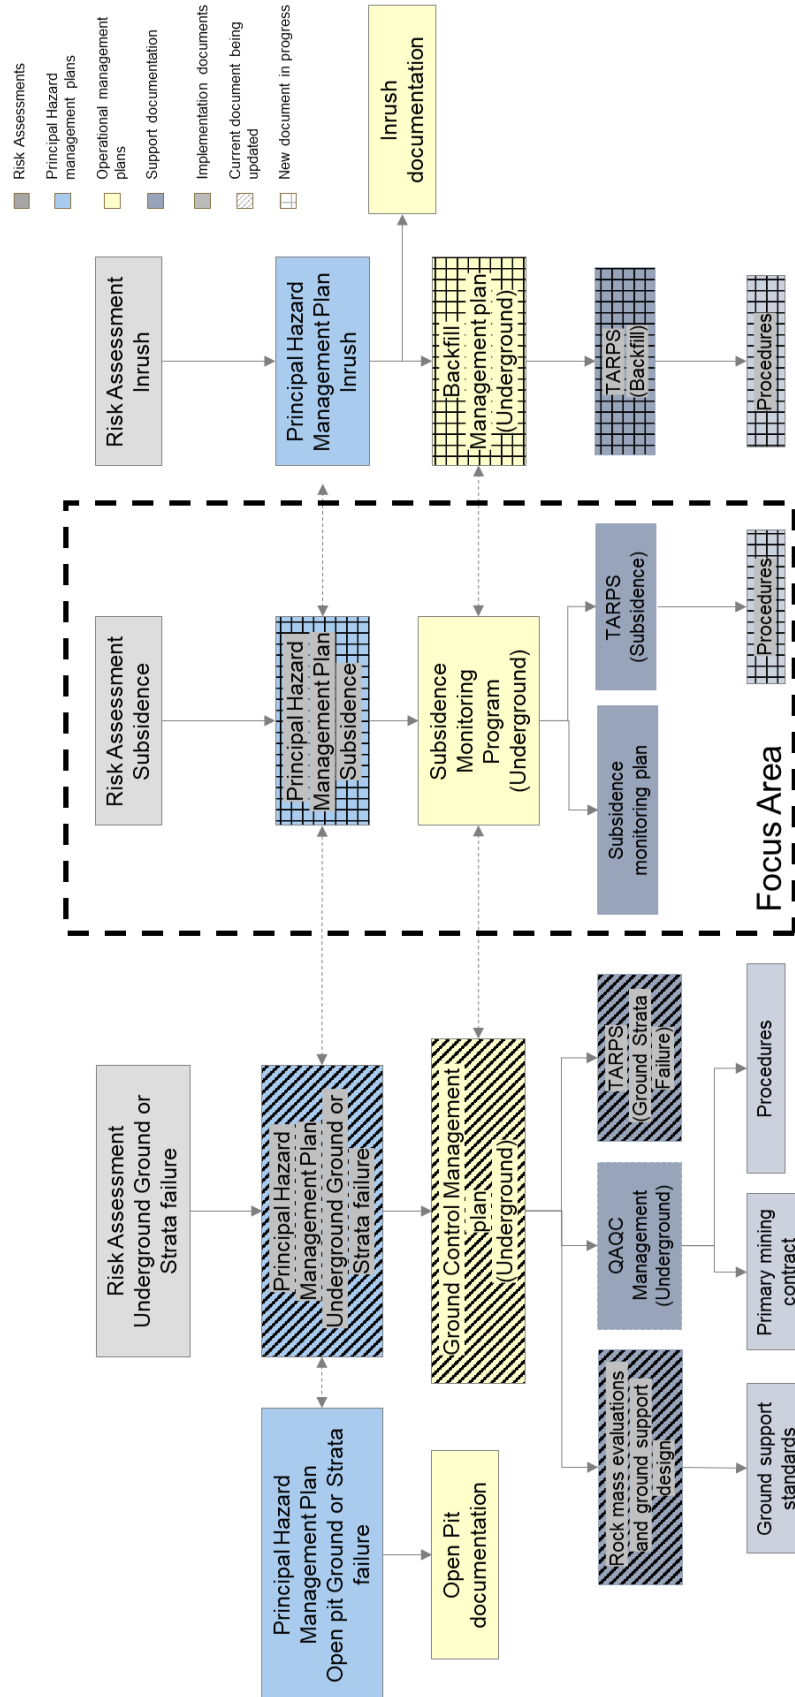 Risk Assessments
Principal Hazard
management plans
Operational management
plans
Support documentation
Implementation documents
Current document being
updated
New document in progress
Risk Assessment
Underground Ground or
Strata failure
Risk Assessment
Subsidence
Risk Assessment
Inrush
Principal Hazard
Management Plan
Open pit Ground or Strata
failure
Principal Hazard
Management Plan
Underground Ground or
Strata failure
Principal Hazard
Management Plan
Subsidence
Principal Hazard
Management Plan
Inrush
Inrush
documentation
Open Pit
documentation
Ground Control Management
plan
(Underground)
Subsidence
Monitoring
Program
(Underground)
Backfill
Management plan
(Underground)
Rock mass evaluations
and ground support
design
QAQC
Management
(Underground)
TARPS
(Ground Strata
Failure)
Subsidence
monitoring plan
TARPS
(Subsidence)
TARPS
(Backfill)
Ground support
standards
Primary mining
contract
Procedures
Procedures
Procedures
Focus Area